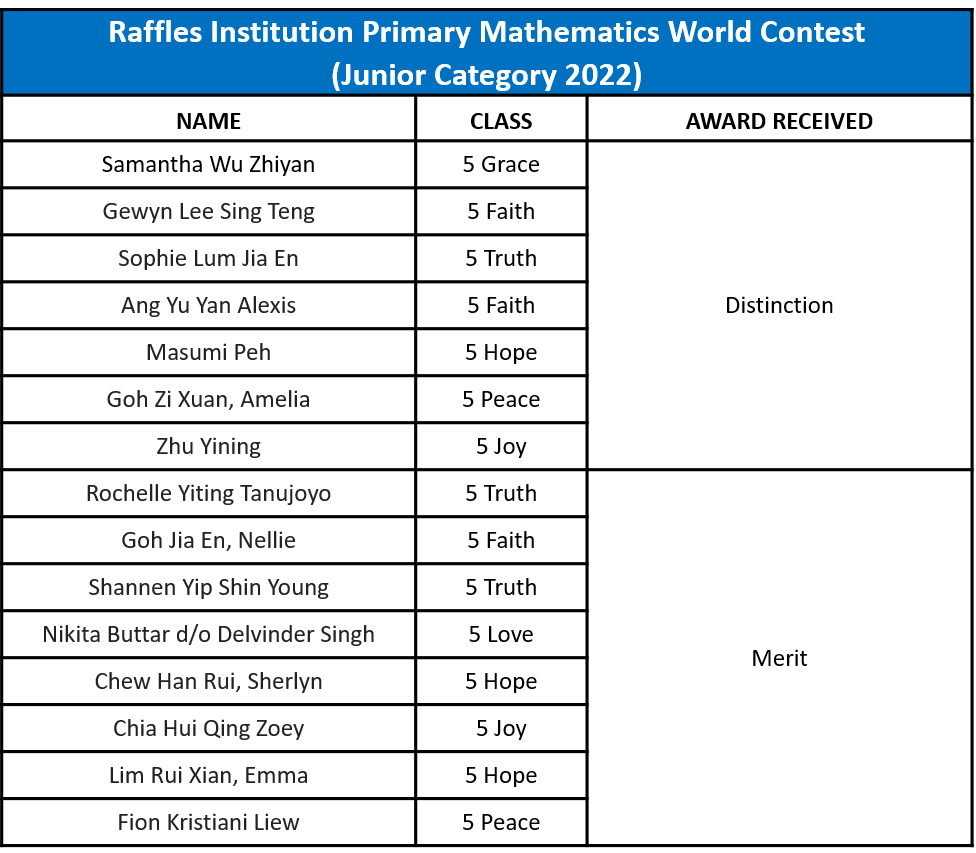 Raffles Institution Primary Mathematics World Contest
(Junior Category 2022)
NAME CLASS AWARD RECEIVED
Samantha Wu Zhiyan 5 Grace
Gewyn Lee Sing Teng 5 Faith
Sophie Lum Jia En 5 Truth
Ang Yu Yan Alexis 5 Faith Distinction
Masumi Peh 5 Hope
Goh Zi Xuan, Amelia 5 Peace
Zhu Yining 5 Joy
Rochelle Yiting Tanujoyo 5 Truth
Goh Jia En, Nellie 5 Faith
Shannen Yip Shin Young 5 Truth
Nikita Buttar d/o Delvinder Singh 5 Love
Merit
Chew Han Rui, Sherlyn 5 Hope
Chia Hui Qing Zoey 5 Joy
Lim Rui Xian, Emma 5 Hope
Fion Kristiani Liew 5 Peace